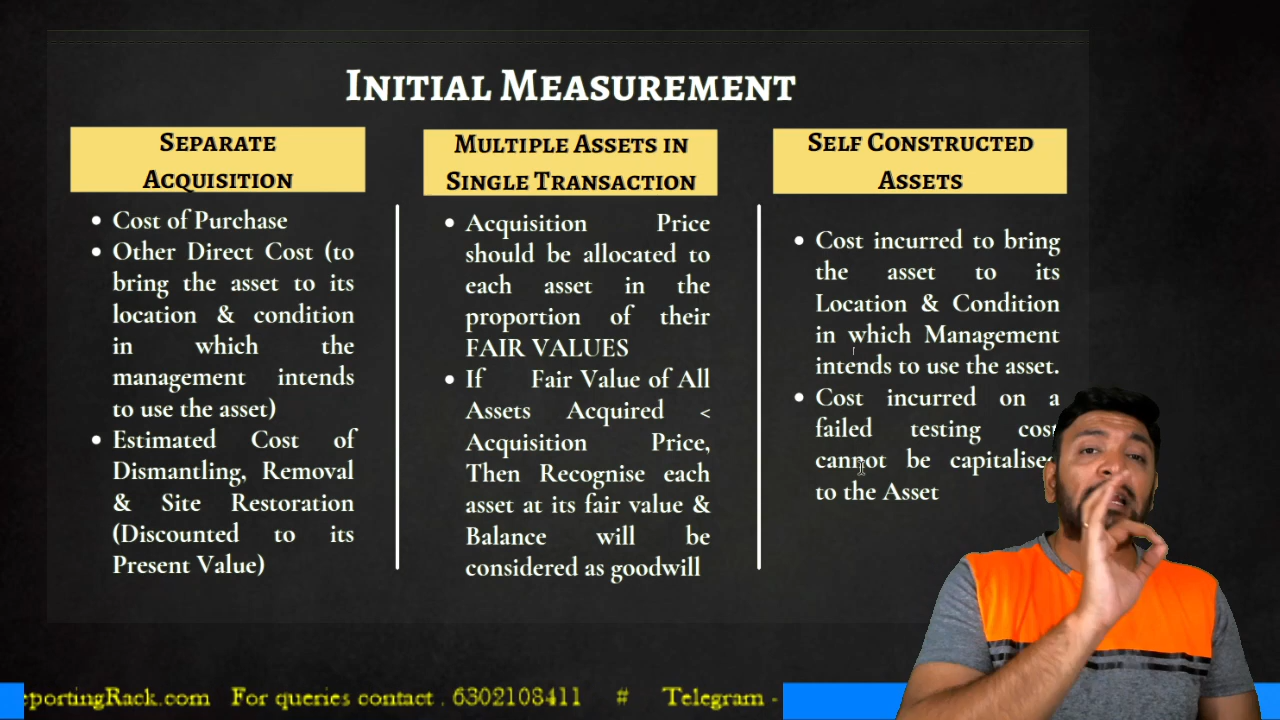 Initial Measurement
Separate
Acquisition
• Cost of Purchase
• Other Direct Cost (to
bring the asset to its
location & condition
in which the
management intends
to use the asset)
• Estimated Cost of
Dismantling, Removal
& Site Restoration
(Discounted to its
Present Value)
Multiple Assets in
Single Transaction
• Acquisition Price
should be allocated to
each asset in the
proportion of their
FAIR VALUES
• If Fair Value of All
Assets Acquired <
Acquisition Price,
Then Recognise each
asset at its fair value &
Balance will be
considered as goodwill
Self Constructed
Assets
• Cost incurred to bring
the asset to its
Location & Condition
in which Management
intends to use the asset.
• Cost incurred on a
failed testing cost
cannot be capitalised
to the Asset
eportingRack.com For queries contact . 6302108411 # Telegram -